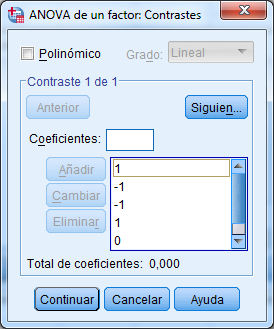 ANOVA de un factor: Contrastes
Polinómico Grado: Lineal
Contraste 1 de 1
Anterior Siguien...
Coeficientes:
Añadir
Cambiar
Eliminar
1
-1
-1
1
0
Total de coeficientes: 0,000
Continuar Cancelar Ayuda